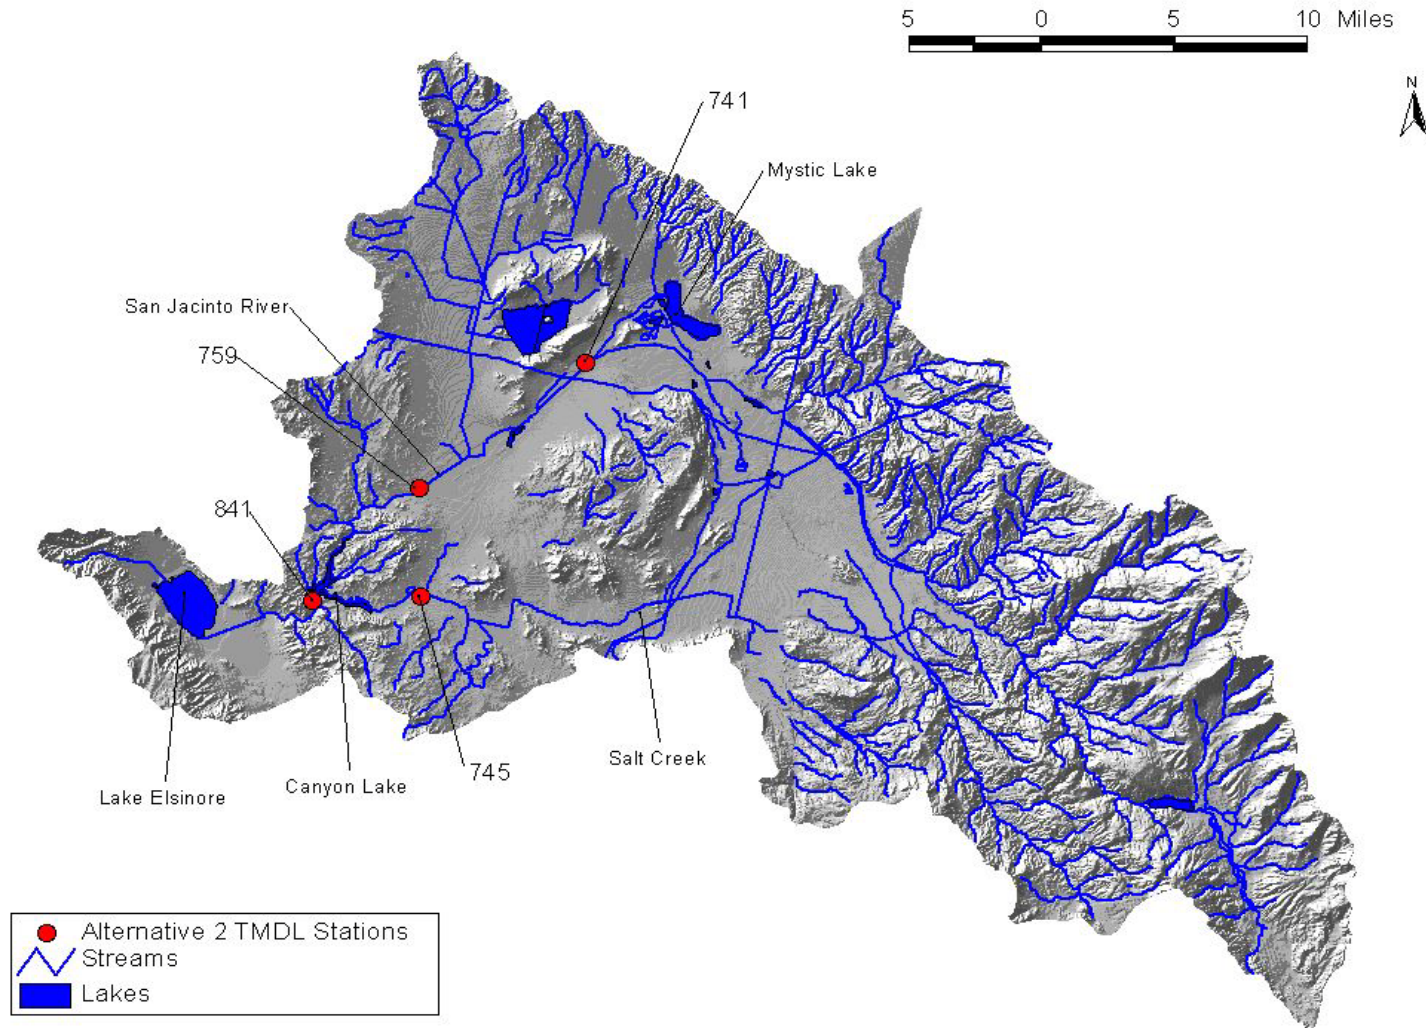 5 0 5 10 Miles
N
741
Mystic Lake
San Jacinto River
759
841
Lake Elsinore
Canyon Lake
745
Salt Creek
Alternative 2 TMDL Stations
Streams
Lakes